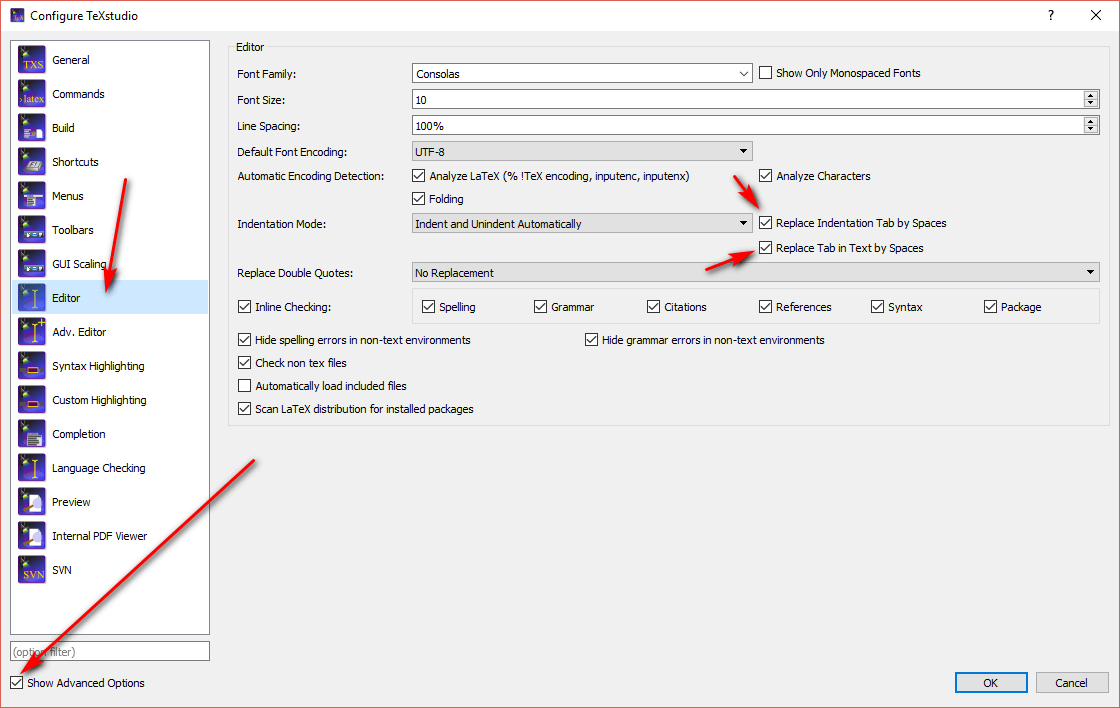 Configure TeXstudio
?
TXS General
latex Commands
Build
Shortcuts
Menus
Toolbars
GUI Scaling
Editor
Adv. Editor
Syntax Highlighting
Custom Highlighting
Completion
Language Checking
Preview
Internal PDF Viewer
SVN SVN
(option filter)
Show Advanced Options
Editor
Font Family: Consolas Show Only Monospaced Fonts
Font Size: 10
Line Spacing: 100%
Default Font Encoding: UTF-8
Automatic Encoding Detection: Analyze LaTeX (% !TeX encoding, inputenc, inputenx) Analyze Characters
Folding
Indentation Mode: Indent and Unindent Automatically Replace Indentation Tab by Spaces
Replace Tab in Text by Spaces
Replace Double Quotes: No Replacement
Inline Checking: Spelling Grammar Citations References Syntax Package
Hide spelling errors in non-text environments Hide grammar errors in non-text environments
Check non tex files
Automatically load included files
Scan LaTeX distribution for installed packages
OK Cancel